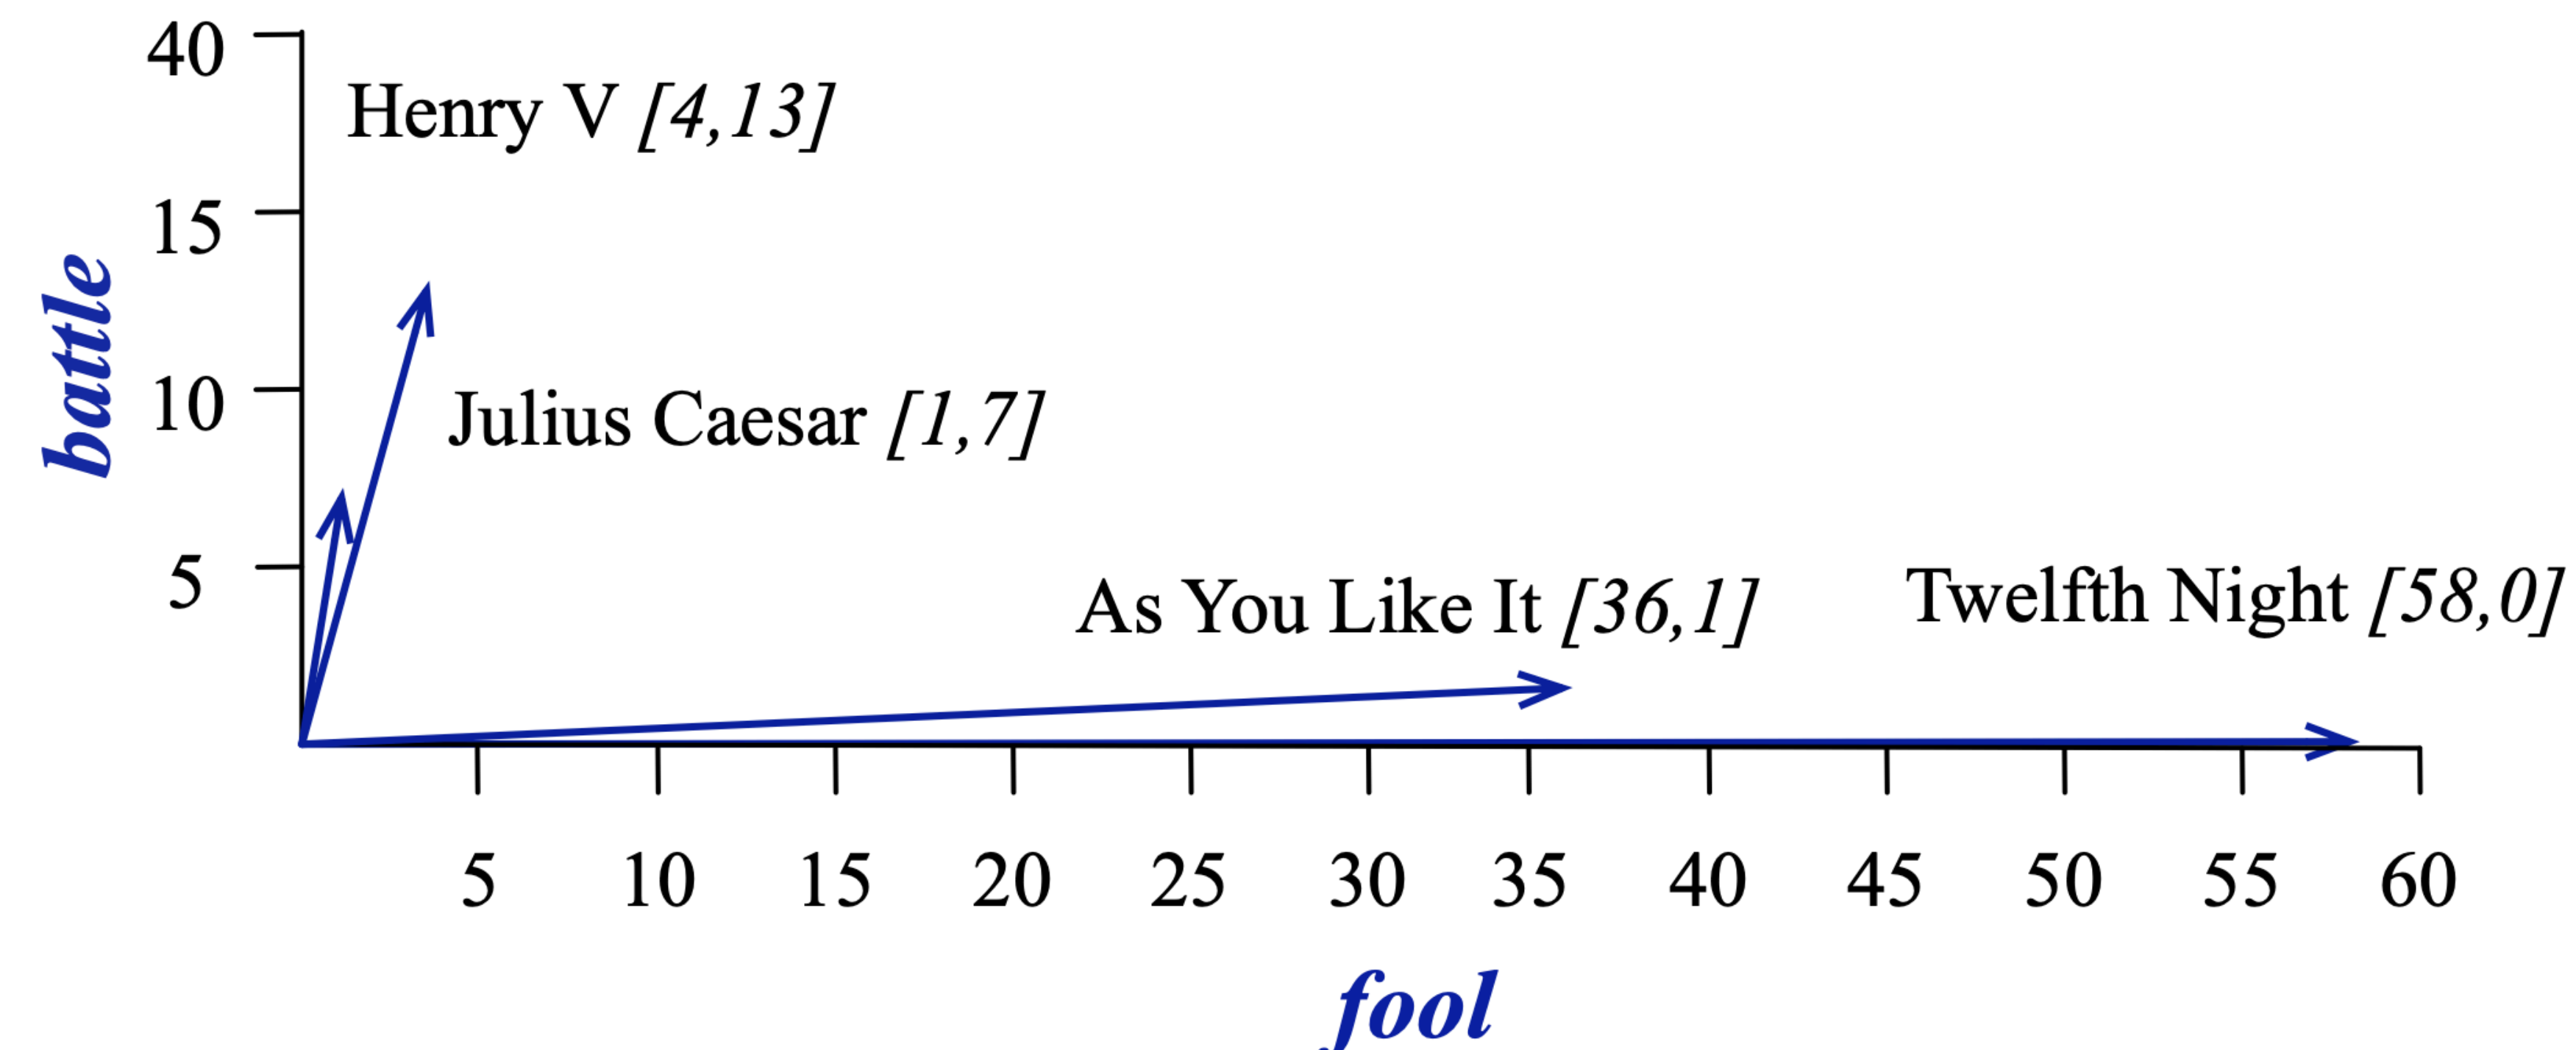 40
Henry V [4,13]
15
battle
10
Julius Caesar [1,7]
5
As You Like It [36,1]
Twelfth Night [58,0]
5 10 15 20 25 30 35 40 45 50 55 60
fool